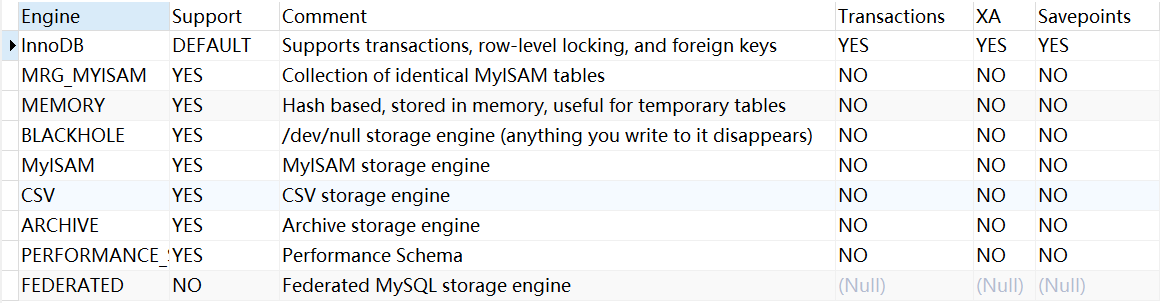 Engine Support Comment Transactions XA Savepoints
InnoDB DEFAULT Supports transactions, row-level locking, and foreign keys YES YES YES
MRG_MYISAM YES Collection of identical MyISAM tables NO NO NO
MEMORY YES Hash based, stored in memory, useful for temporary tables NO NO NO
BLACKHOLE YES /dev/null storage engine (anything you write to it disappears) NO NO NO
MyISAM YES MyISAM storage engine NO NO NO
CSV YES CSV storage engine NO NO NO
ARCHIVE YES Archive storage engine NO NO NO
PERFORMANCE_ YES Performance Schema NO NO NO
FEDERATED NO Federated MySQL storage engine (Null) (Null) (Null)